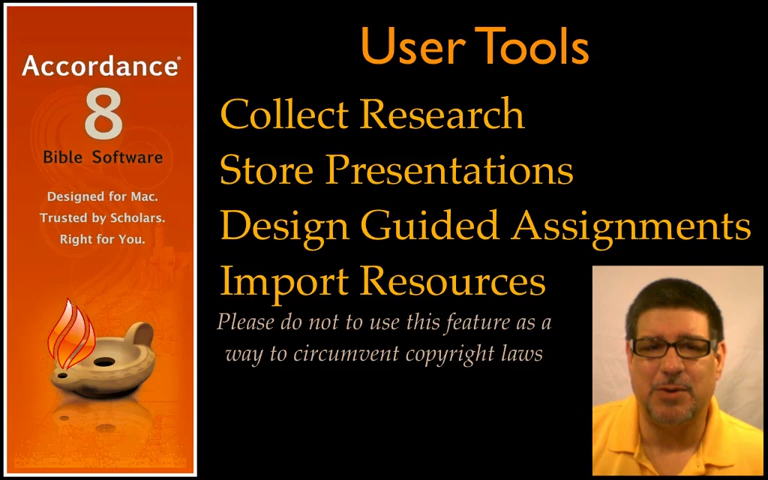 Accordance®
8
Bible Software
Designed for Mac.
Trusted by Scholars.
Right for You.
User Tools
Collect Research
Store Presentations
Design Guided Assignments
Import Resources
Please do not to use this feature as a
way to circumvent copyright laws